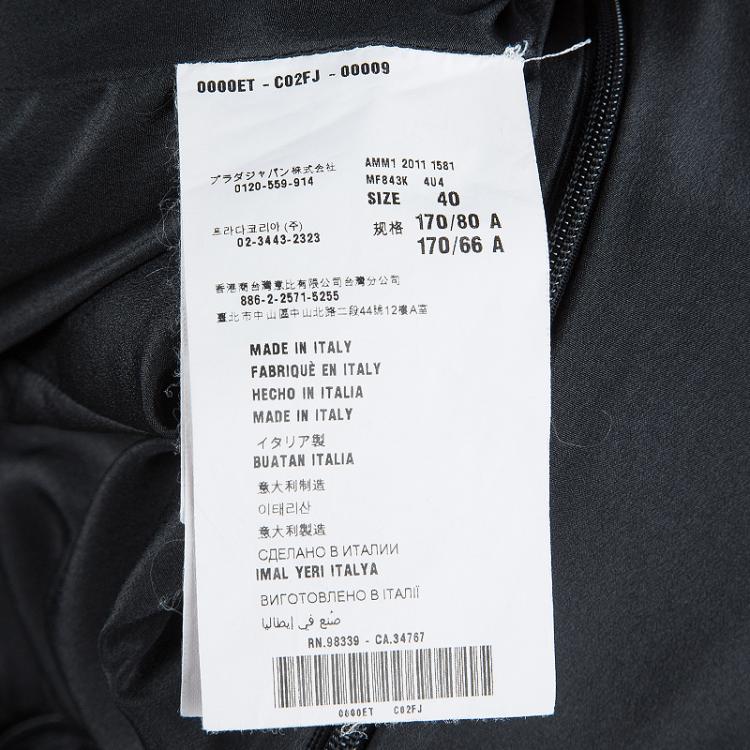 0000ET - C02FJ - 00009
プラダジャパン株式会社
0120-559-914
프라다코리아 (주)
02-3443-2323
AMM1 2011 1581
MF843K 4U4
SIZE 40
规格 170/80 A
170/66 A
香港商台灣意比有限公司台灣分公司
886-2-2571-5255
臺北市中山區中山北路二段44號12樓A室
MADE IN ITALY
FABRIQUÈ EN ITALY
HECHO IN ITALIA
MADE IN ITALY
イタリア製
BUATAN ITALIA
意大利制造
이태리산
意大利製造
СДЕЛАНО В ИТАЛИИ
IMAL YERI ITALYA
ВИГОТОВЛЕНО В ІТАЛІЇ
صُنع في إيطاليا
RN.98339 - CA.34767
0000ET C02FJ